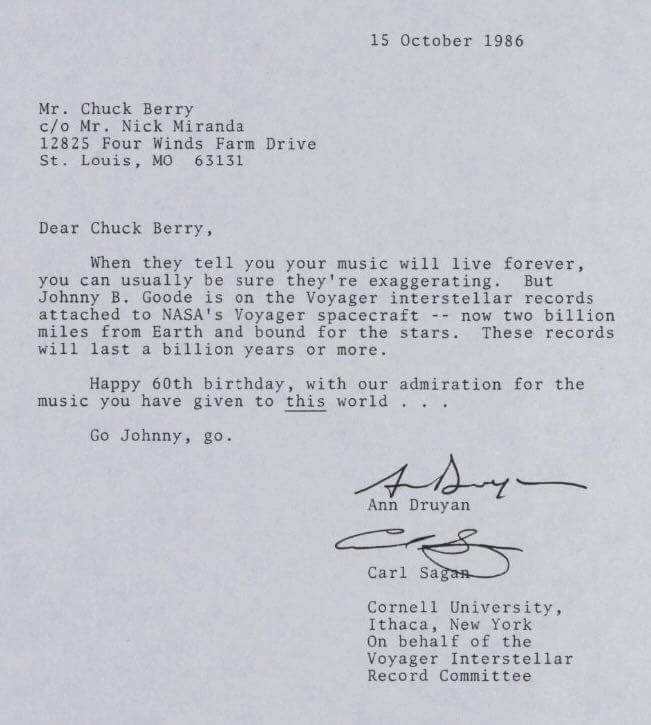 15 October 1986
Mr. Chuck Berry
c/o Mr. Nick Miranda
12825 Four Winds Farm Drive
St. Louis, MO  63131
Dear Chuck Berry,
When they tell you your music will live forever,
you can usually be sure they're exaggerating.  But
Johnny B. Goode is on the Voyager interstellar records
attached to NASA's Voyager spacecraft -- now two billion
miles from Earth and bound for the stars.  These records
will last a billion years or more.
Happy 60th birthday, with our admiration for the
music you have given to this world . . .
Go Johnny, go.
Ann Druyan
Carl Sagan
Cornell University,
Ithaca, New York
On behalf of the
Voyager Interstellar
Record Committee